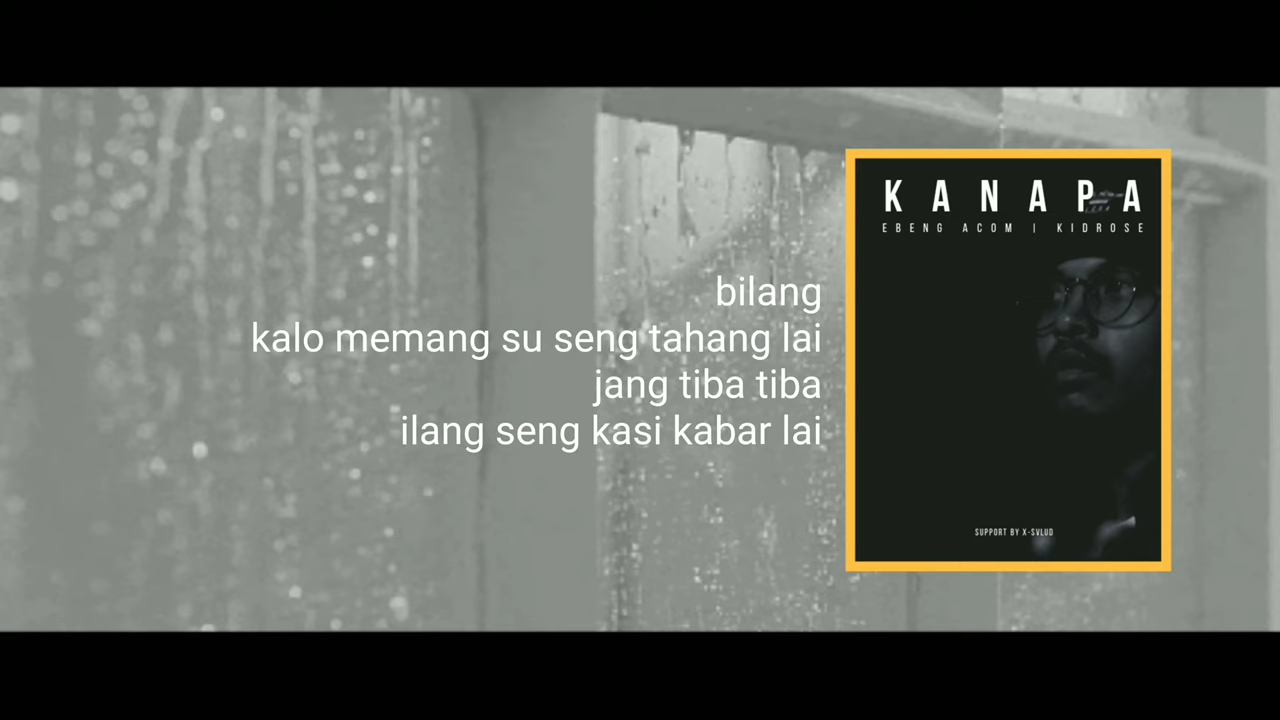 bilang
kalo memang su seng tahang lai
jang tiba tiba
ilang seng kasi kabar lai
KANAPA
EBENG ACOM | KIDROSE
SUPPORT BY X-SVLUD